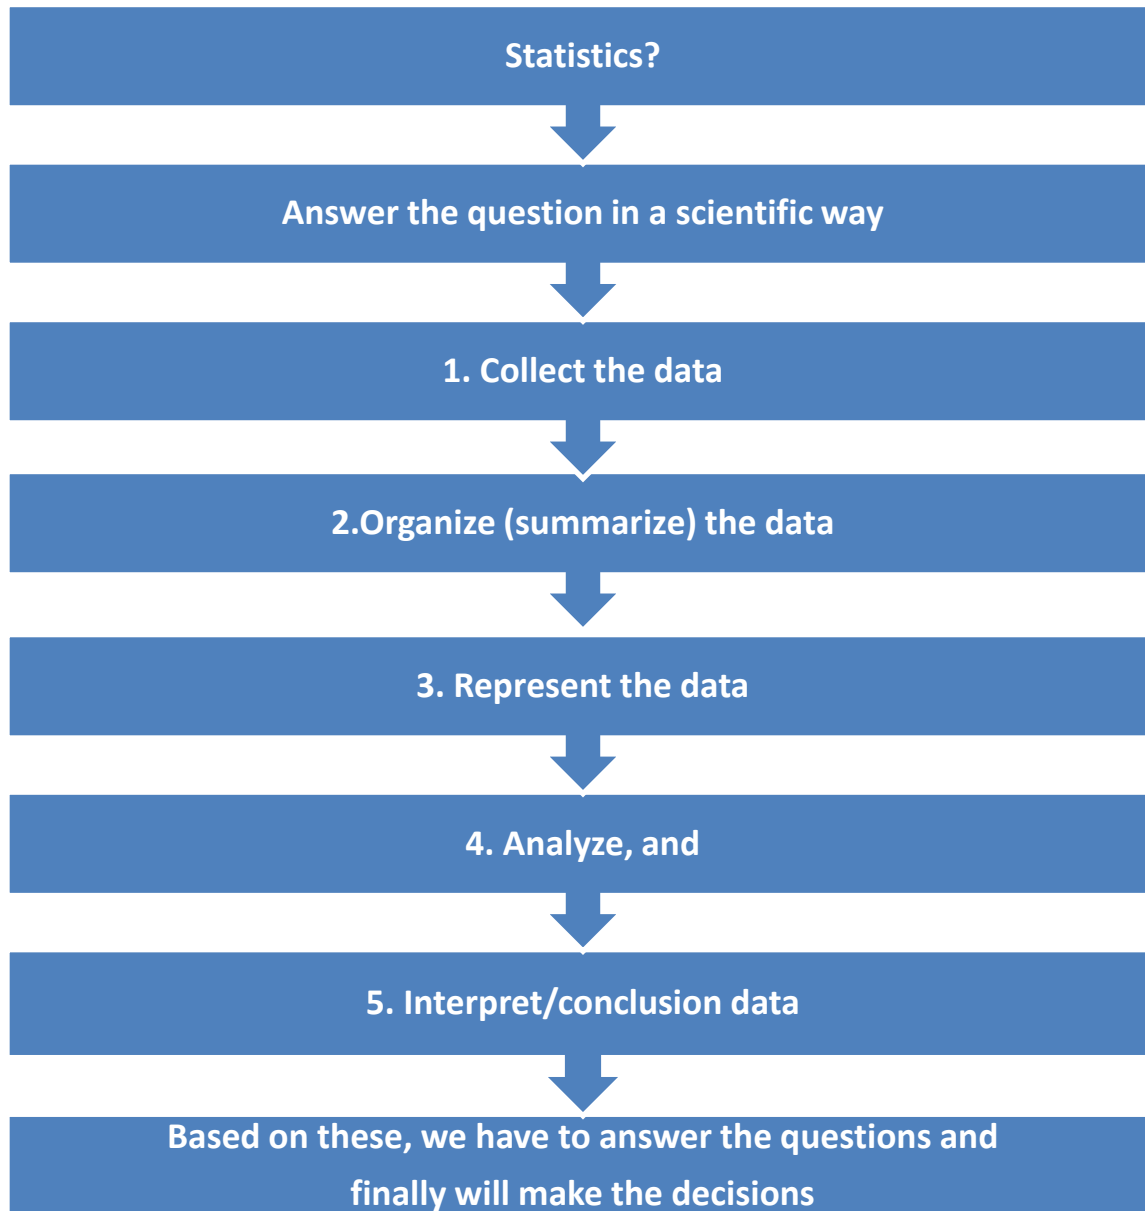 Statistics?
Answer the question in a scientific way
1. Collect the data
2.Organize (summarize) the data
3. Represent the data
4. Analyze, and
5. Interpret/conclusion data
Based on these, we have to answer the questions and
finally will make the decisions